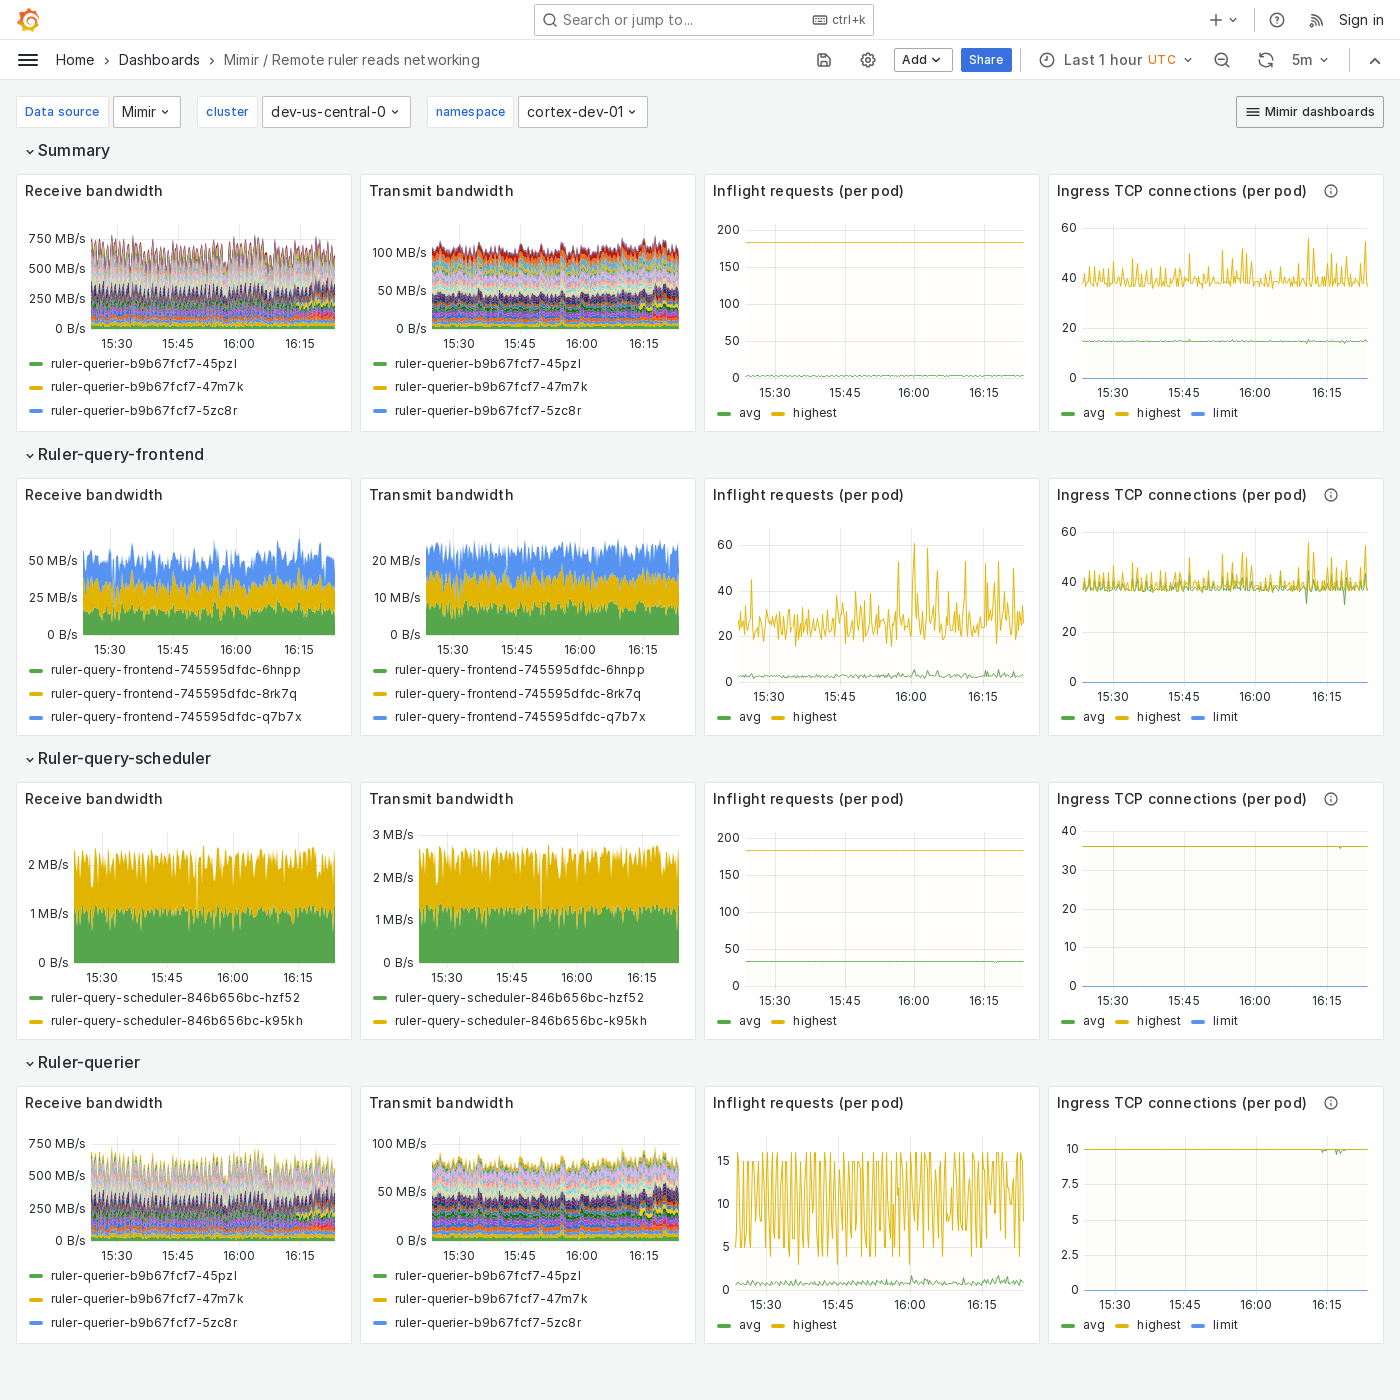 Search or jump to... ctrl+k Sign in
Home > Dashboards > Mimir / Remote ruler reads networking Add Share Last 1 hour UTC 5m
Data source Mimir cluster dev-us-central-0 namespace cortex-dev-01 Mimir dashboards
Summary
Receive bandwidth
750 MB/s
500 MB/s
250 MB/s
0 B/s
15:30 15:45 16:00 16:15
ruler-querier-b9b67fcf7-45pzl
ruler-querier-b9b67fcf7-47m7k
ruler-querier-b9b67fcf7-5zc8r
Transmit bandwidth
100 MB/s
50 MB/s
0 B/s
15:30 15:45 16:00 16:15
ruler-querier-b9b67fcf7-45pzl
ruler-querier-b9b67fcf7-47m7k
ruler-querier-b9b67fcf7-5zc8r
Inflight requests (per pod)
200
150
100
50
0
15:30 15:45 16:00 16:15
avg highest
Ingress TCP connections (per pod)
60
40
20
0
15:30 15:45 16:00 16:15
avg highest limit
Ruler-query-frontend
Receive bandwidth
50 MB/s
25 MB/s
0 B/s
15:30 15:45 16:00 16:15
ruler-query-frontend-745595dfdc-6hnpp
ruler-query-frontend-745595dfdc-8rk7q
ruler-query-frontend-745595dfdc-q7b7x
Transmit bandwidth
20 MB/s
10 MB/s
0 B/s
15:30 15:45 16:00 16:15
ruler-query-frontend-745595dfdc-6hnpp
ruler-query-frontend-745595dfdc-8rk7q
ruler-query-frontend-745595dfdc-q7b7x
Inflight requests (per pod)
60
40
20
0
15:30 15:45 16:00 16:15
avg highest
Ingress TCP connections (per pod)
60
40
20
0
15:30 15:45 16:00 16:15
avg highest limit
Ruler-query-scheduler
Receive bandwidth
2 MB/s
1 MB/s
0 B/s
15:30 15:45 16:00 16:15
ruler-query-scheduler-846b656bc-hzf52
ruler-query-scheduler-846b656bc-k95kh
Transmit bandwidth
3 MB/s
2 MB/s
1 MB/s
0 B/s
15:30 15:45 16:00 16:15
ruler-query-scheduler-846b656bc-hzf52
ruler-query-scheduler-846b656bc-k95kh
Inflight requests (per pod)
200
150
100
50
0
15:30 15:45 16:00 16:15
avg highest
Ingress TCP connections (per pod)
40
30
20
10
0
15:30 15:45 16:00 16:15
avg highest limit
Ruler-querier
Receive bandwidth
750 MB/s
500 MB/s
250 MB/s
0 B/s
15:30 15:45 16:00 16:15
ruler-querier-b9b67fcf7-45pzl
ruler-querier-b9b67fcf7-47m7k
ruler-querier-b9b67fcf7-5zc8r
Transmit bandwidth
100 MB/s
50 MB/s
0 B/s
15:30 15:45 16:00 16:15
ruler-querier-b9b67fcf7-45pzl
ruler-querier-b9b67fcf7-47m7k
ruler-querier-b9b67fcf7-5zc8r
Inflight requests (per pod)
15
10
5
0
15:30 15:45 16:00 16:15
avg highest
Ingress TCP connections (per pod)
10
7.5
5
2.5
0
15:30 15:45 16:00 16:15
avg highest limit